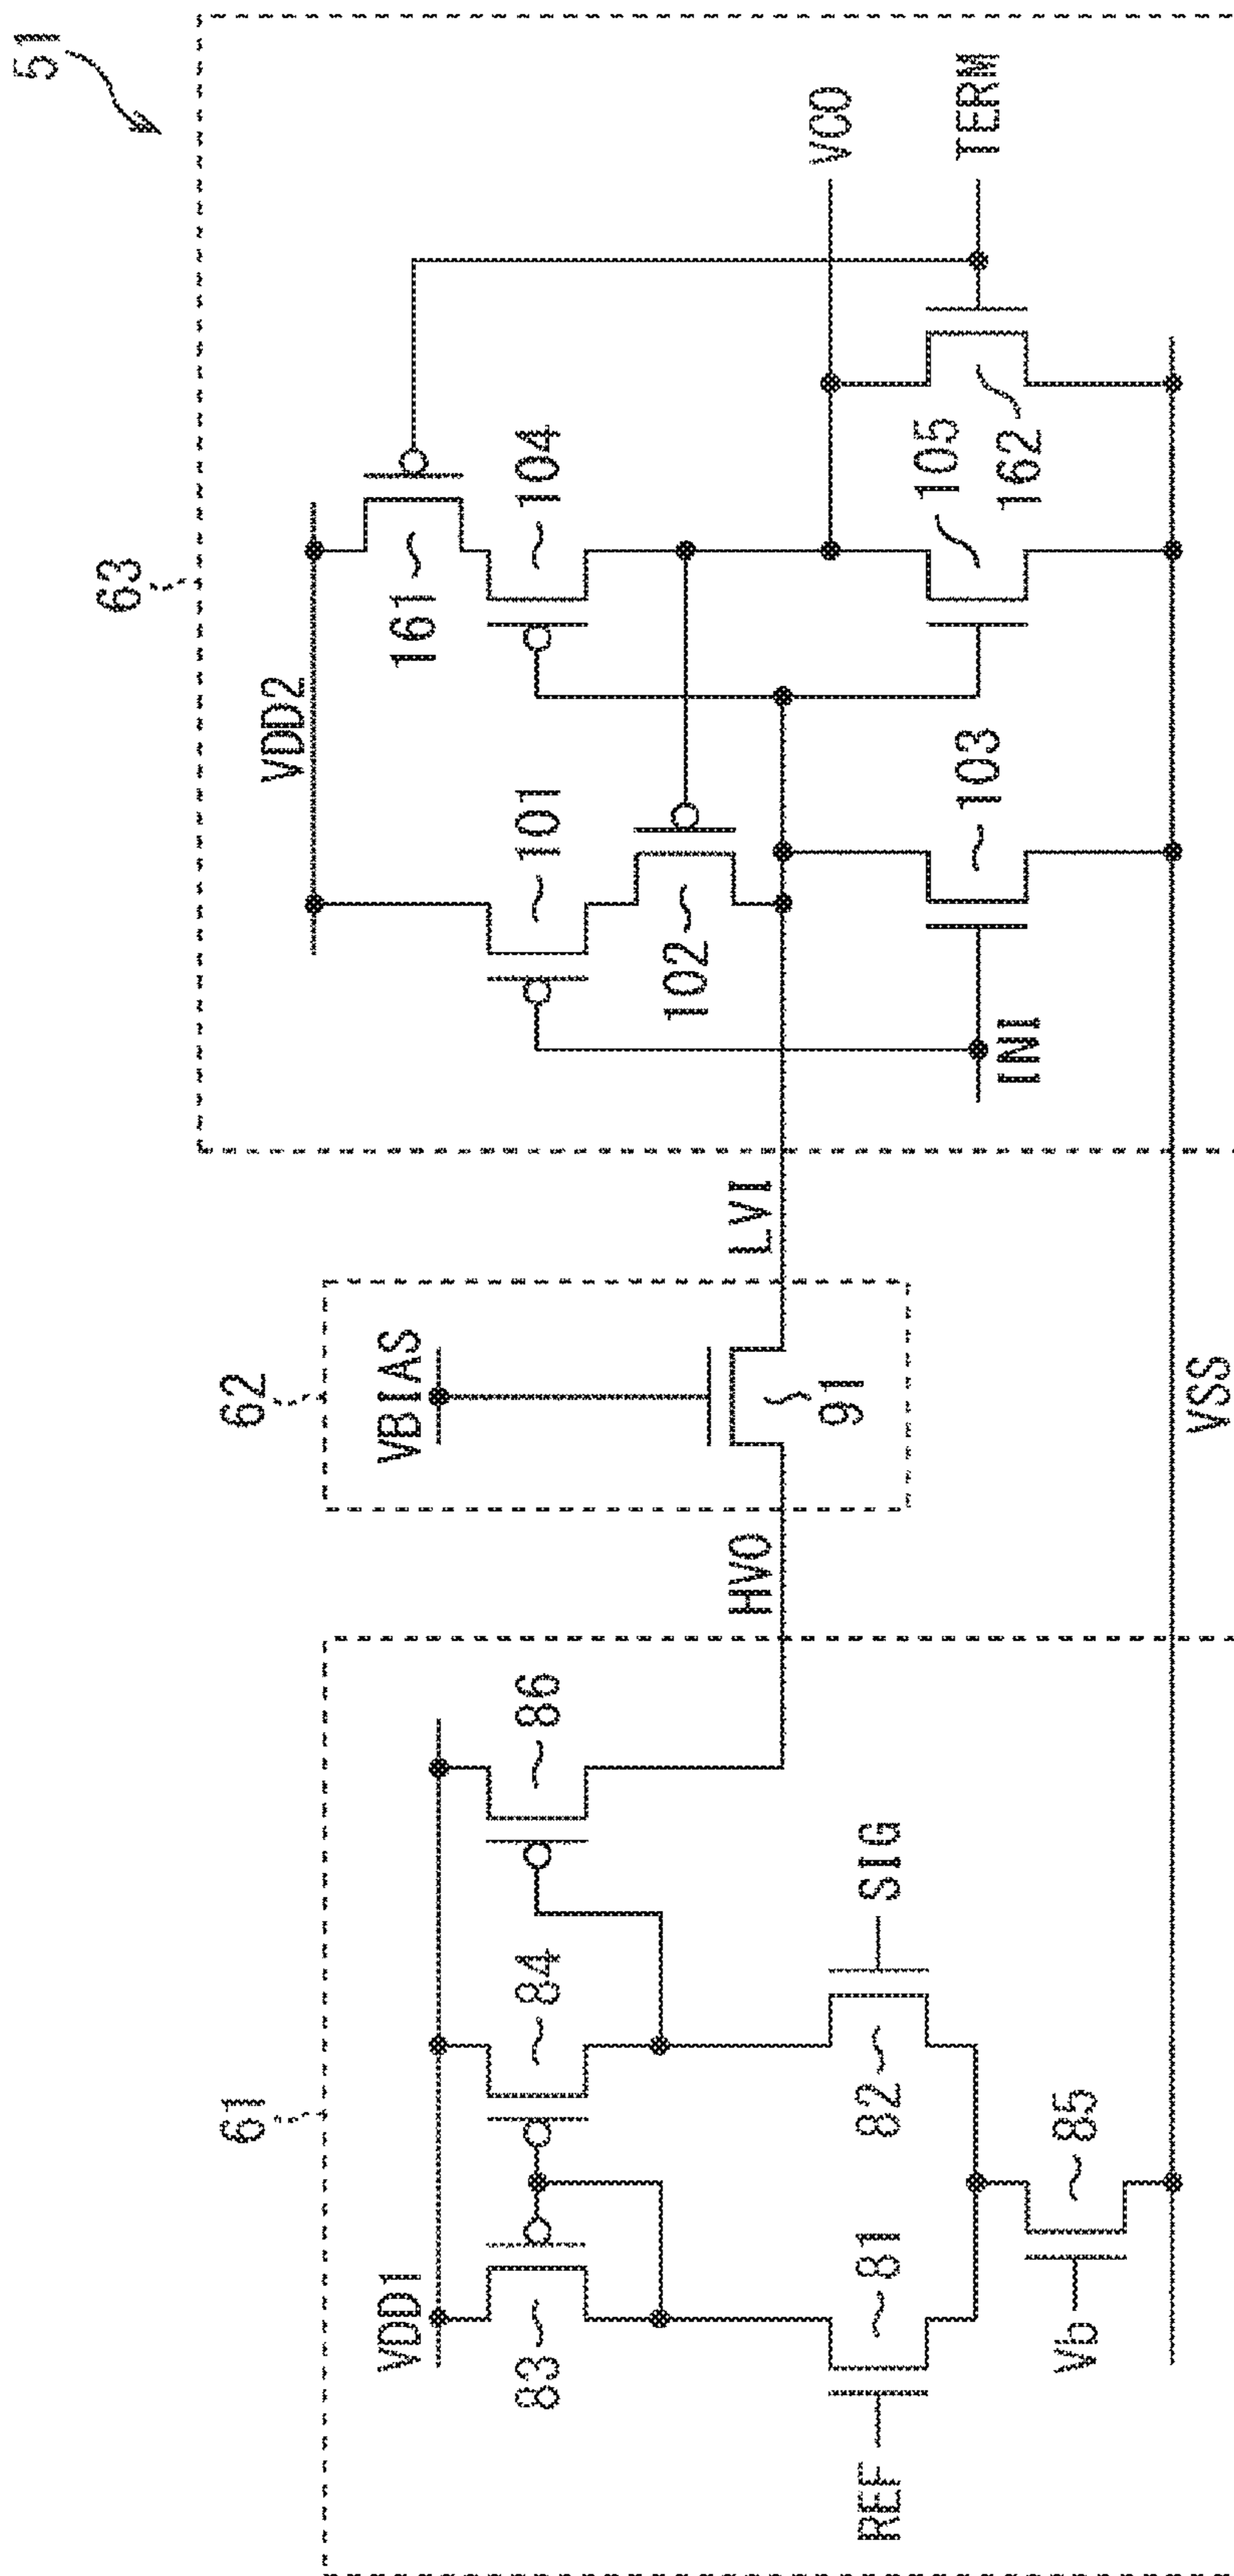 51
63
VDD2
161
104
101
102
VCO
TERM
105
162
103
INI
62
VBIAS
LVI
HVO
91
VSS
61
VDD1
83
84
86
SIG
82
81
REF
85
Vb